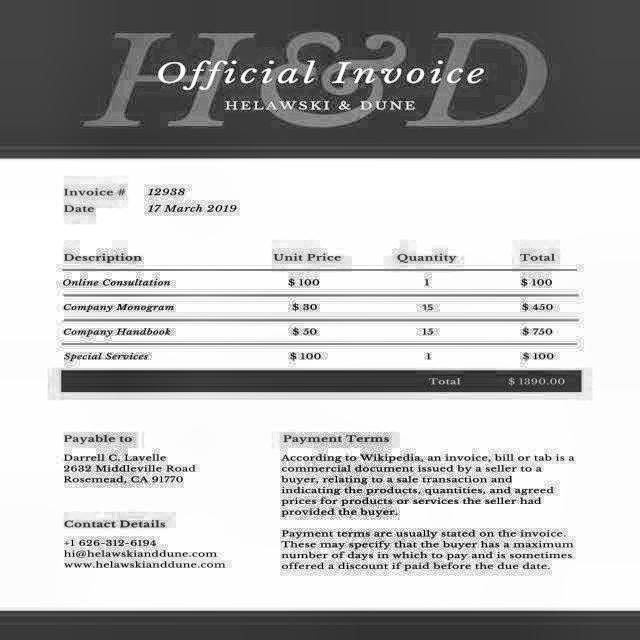 H&D
Official Invoice
HELAWSKI & DUNE
Invoice # 12938
Date 17 March 2019
Description Unit Price Quantity Total
Online Consultation $ 100 1 $ 100
Company Monogram $ 30 15 $ 450
Company Handbook $ 50 15 $ 750
Special Services $ 100 1 $ 100
Total $ 1390.00
Payable to
Darrell C. Lavelle
2632 Middleville Road
Rosemead, CA 91770
Contact Details
+1 626-312-6194
hi@helawskianddune.com
www.helawskianddune.com
Payment Terms
According to Wikipedia, an invoice, bill or tab is a
commercial document issued by a seller to a
buyer, relating to a sale transaction and
indicating the products, quantities, and agreed
prices for products or services the seller had
provided the buyer.
Payment terms are usually stated on the invoice.
These may specify that the buyer has a maximum
number of days in which to pay and is sometimes
offered a discount if paid before the due date.